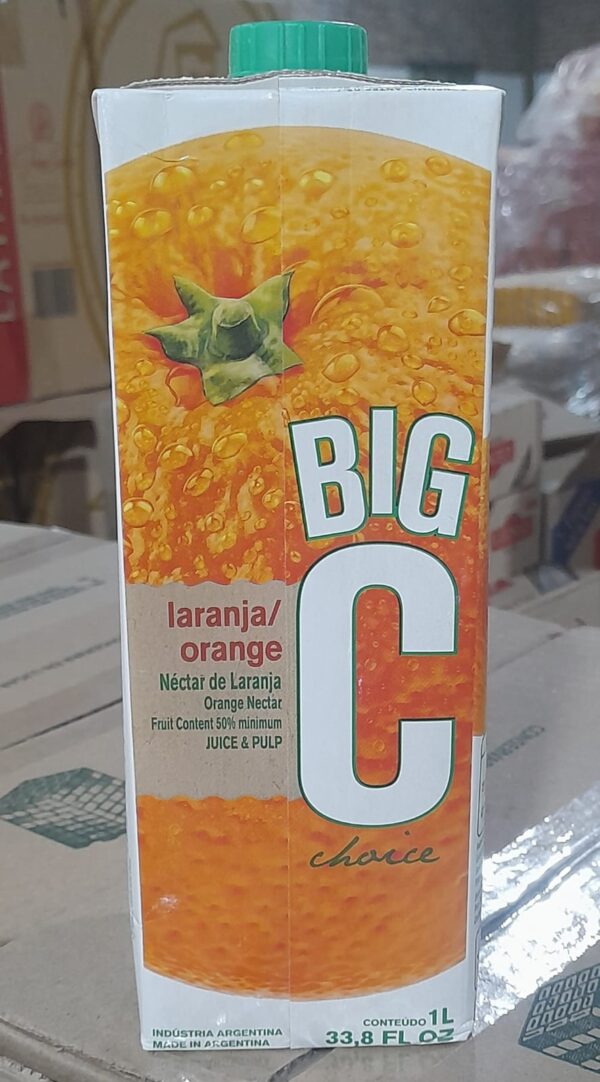 BIG
C
choice
laranja/
orange
Néctar de Laranja
Orange Nectar
Fruit Content 50% minimum
JUICE & PULP
INDÚSTRIA ARGENTINA
MADE IN ARGENTINA
CONTEÚDO 1L
33,8 FL OZ